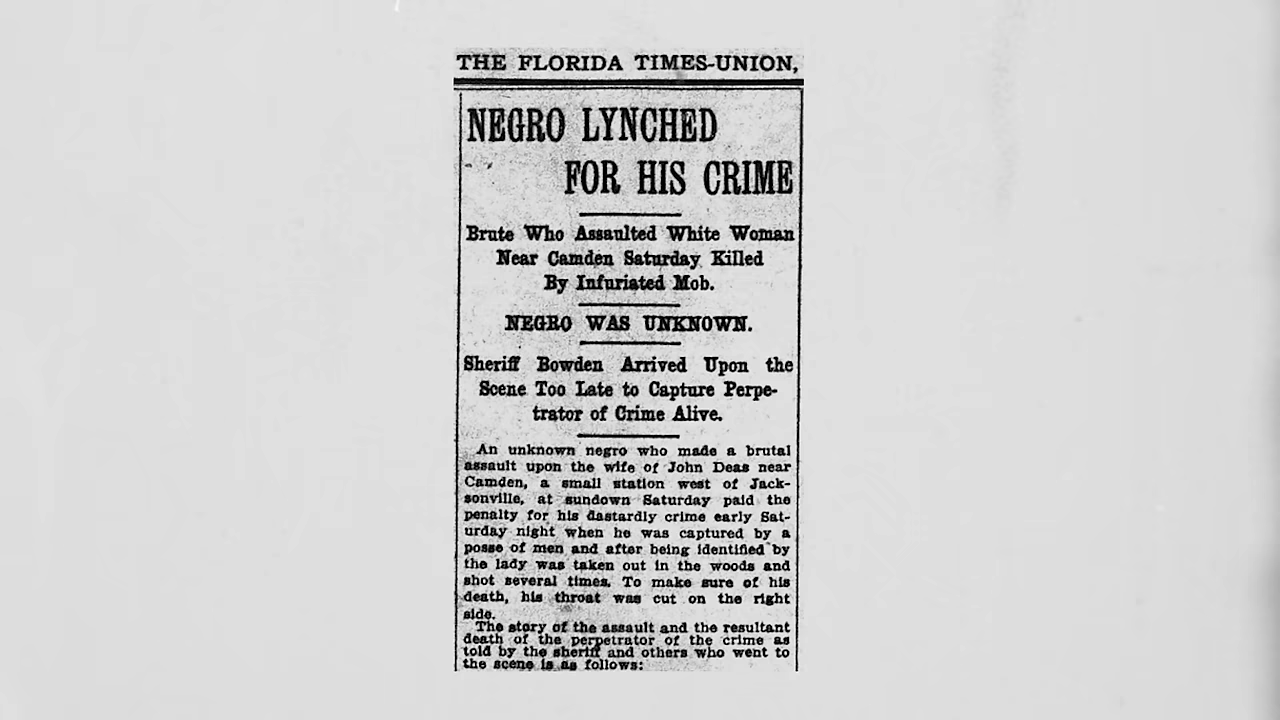 THE FLORIDA TIMES-UNION,
NEGRO LYNCHED
FOR HIS CRIME
Brute Who Assaulted White Woman
Near Camden Saturday Killed
By Infuriated Mob.
NEGRO WAS UNKNOWN.
Sheriff Bowden Arrived Upon the
Scene Too Late to Capture Perpe-
trator of Crime Alive.
An unknown negro who made a brutal
assault upon the wife of John Deas near
Camden, a small station west of Jack-
sonville, at sundown Saturday paid the
penalty for his dastardly crime early Sat-
urday night when he was captured by a
posse of men and after being identified by
the lady was taken out in the woods and
shot several times. To make sure of his
death, his throat was cut on the right
side.
The story of the assault and the resultant
death of the perpetrator of the crime as
told by the sheriff and others who went to
the scene is as follows: